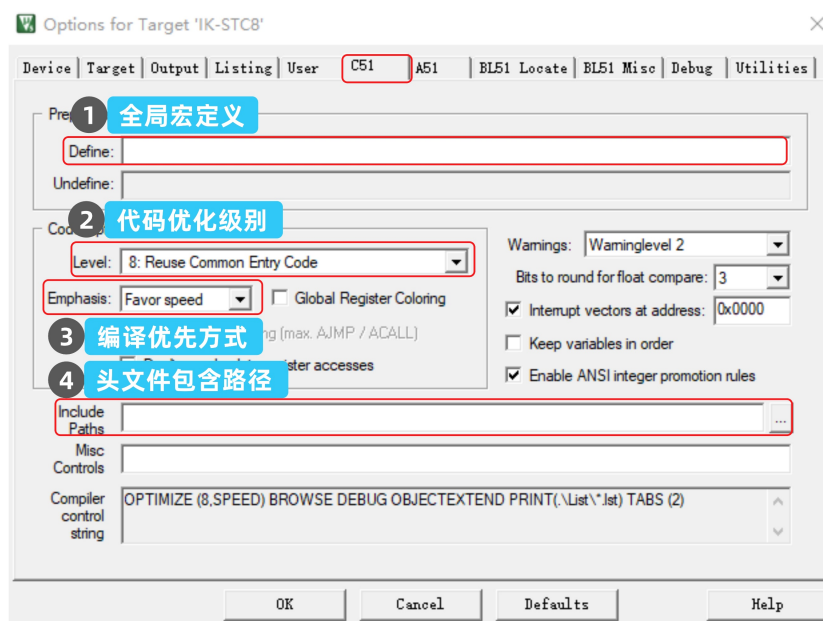 Options for Target 'IK-STC8'
Device Target Output Listing User C51 A51 BL51 Locate BL51 Misc Debug Utilities
1 全局宏定义
Define:
Undefine:
2 代码优化级别
Level: 8: Reuse Common Entry Code
Warnings: Warninglevel 2
Bits to round for float compare: 3
Emphasis: Favor speed Global Register Coloring
Interrupt vectors at address: 0x0000
3 编译优先方式
(max. AJMP / ACALL)
Keep variables in order
accesses
4 头文件包含路径
Enable ANSI integer promotion rules
Include
Paths
...
Misc
Controls
Compiler
control
string
OPTIMIZE (8,SPEED) BROWSE DEBUG OBJECTEXTEND PRINT(.\List\*.lst) TABS (2)
OK Cancel Defaults Help